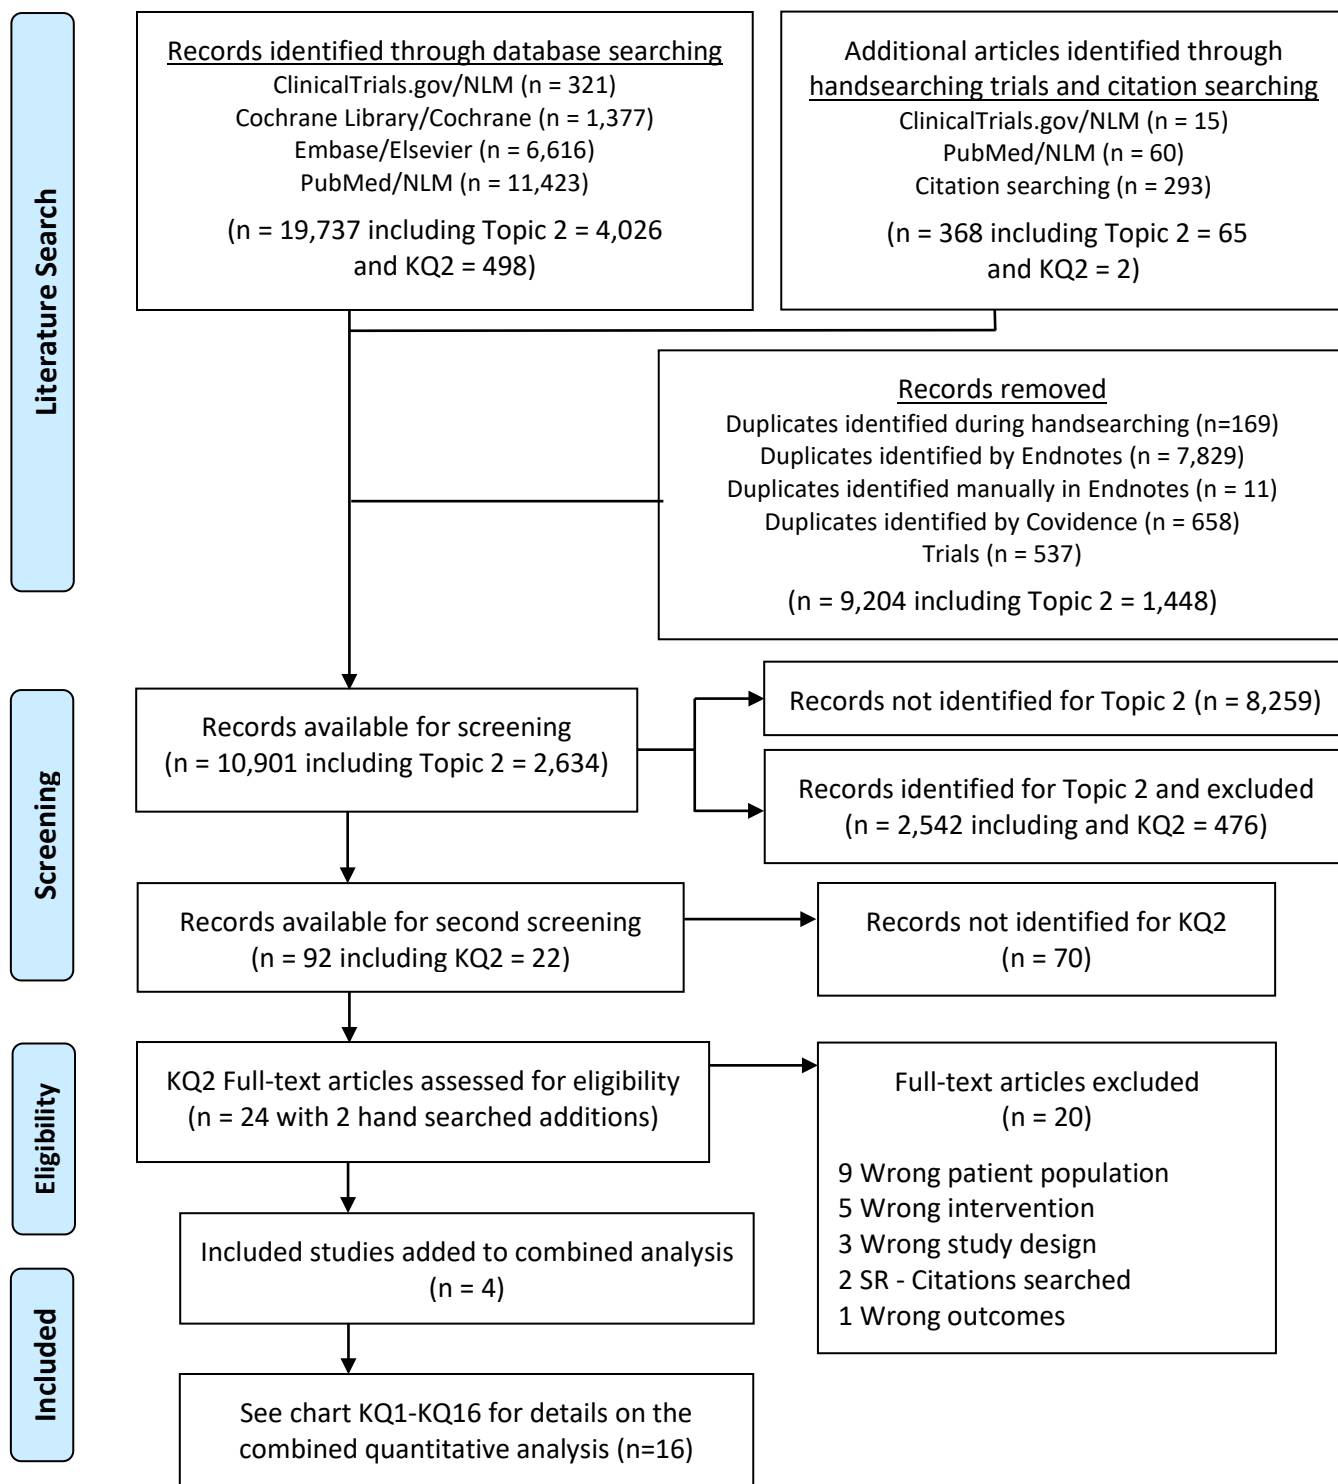 Literature Search
Records identified through database searching
ClinicalTrials.gov/NLM (n = 321)
Cochrane Library/Cochrane (n = 1,377)
Embase/Elsevier (n = 6,616)
PubMed/NLM (n = 11,423)
(n = 19,737 including Topic 2 = 4,026
and KQ2 = 498)
Additional articles identified through
handsearching trials and citation searching
ClinicalTrials.gov/NLM (n = 15)
PubMed/NLM (n = 60)
Citation searching (n = 293)
(n = 368 including Topic 2 = 65
and KQ2 = 2)
Records removed
Duplicates identified during handsearching (n=169)
Duplicates identified by Endnotes (n = 7,829)
Duplicates identified manually in Endnotes (n = 11)
Duplicates identified by Covidence (n = 658)
Trials (n = 537)
(n = 9,204 including Topic 2 = 1,448)
Screening
Records available for screening
(n = 10,901 including Topic 2 = 2,634)
Records not identified for Topic 2 (n = 8,259)
Records identified for Topic 2 and excluded
(n = 2,542 including and KQ2 = 476)
Records available for second screening
(n = 92 including KQ2 = 22)
Records not identified for KQ2
(n = 70)
Eligibility
KQ2 Full-text articles assessed for eligibility
(n = 24 with 2 hand searched additions)
Full-text articles excluded
(n = 20)
9 Wrong patient population
5 Wrong intervention
3 Wrong study design
2 SR - Citations searched
1 Wrong outcomes
Included
Included studies added to combined analysis
(n = 4)
See chart KQ1-KQ16 for details on the
combined quantitative analysis (n=16)